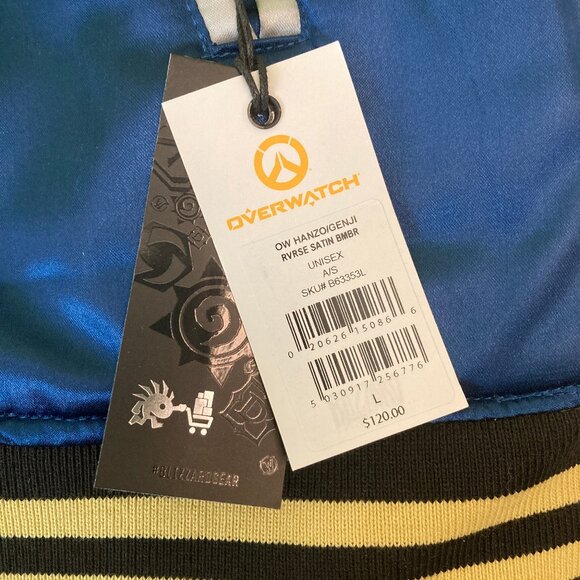 OVERWATCH
OW HANZO/GENJI
RVRSE SATIN BMBR
UNISEX
A/S
SKU# B63353L
0 20626 15086 6
5 030917 256776
L
$120.00
#BLIZZARDGEAR